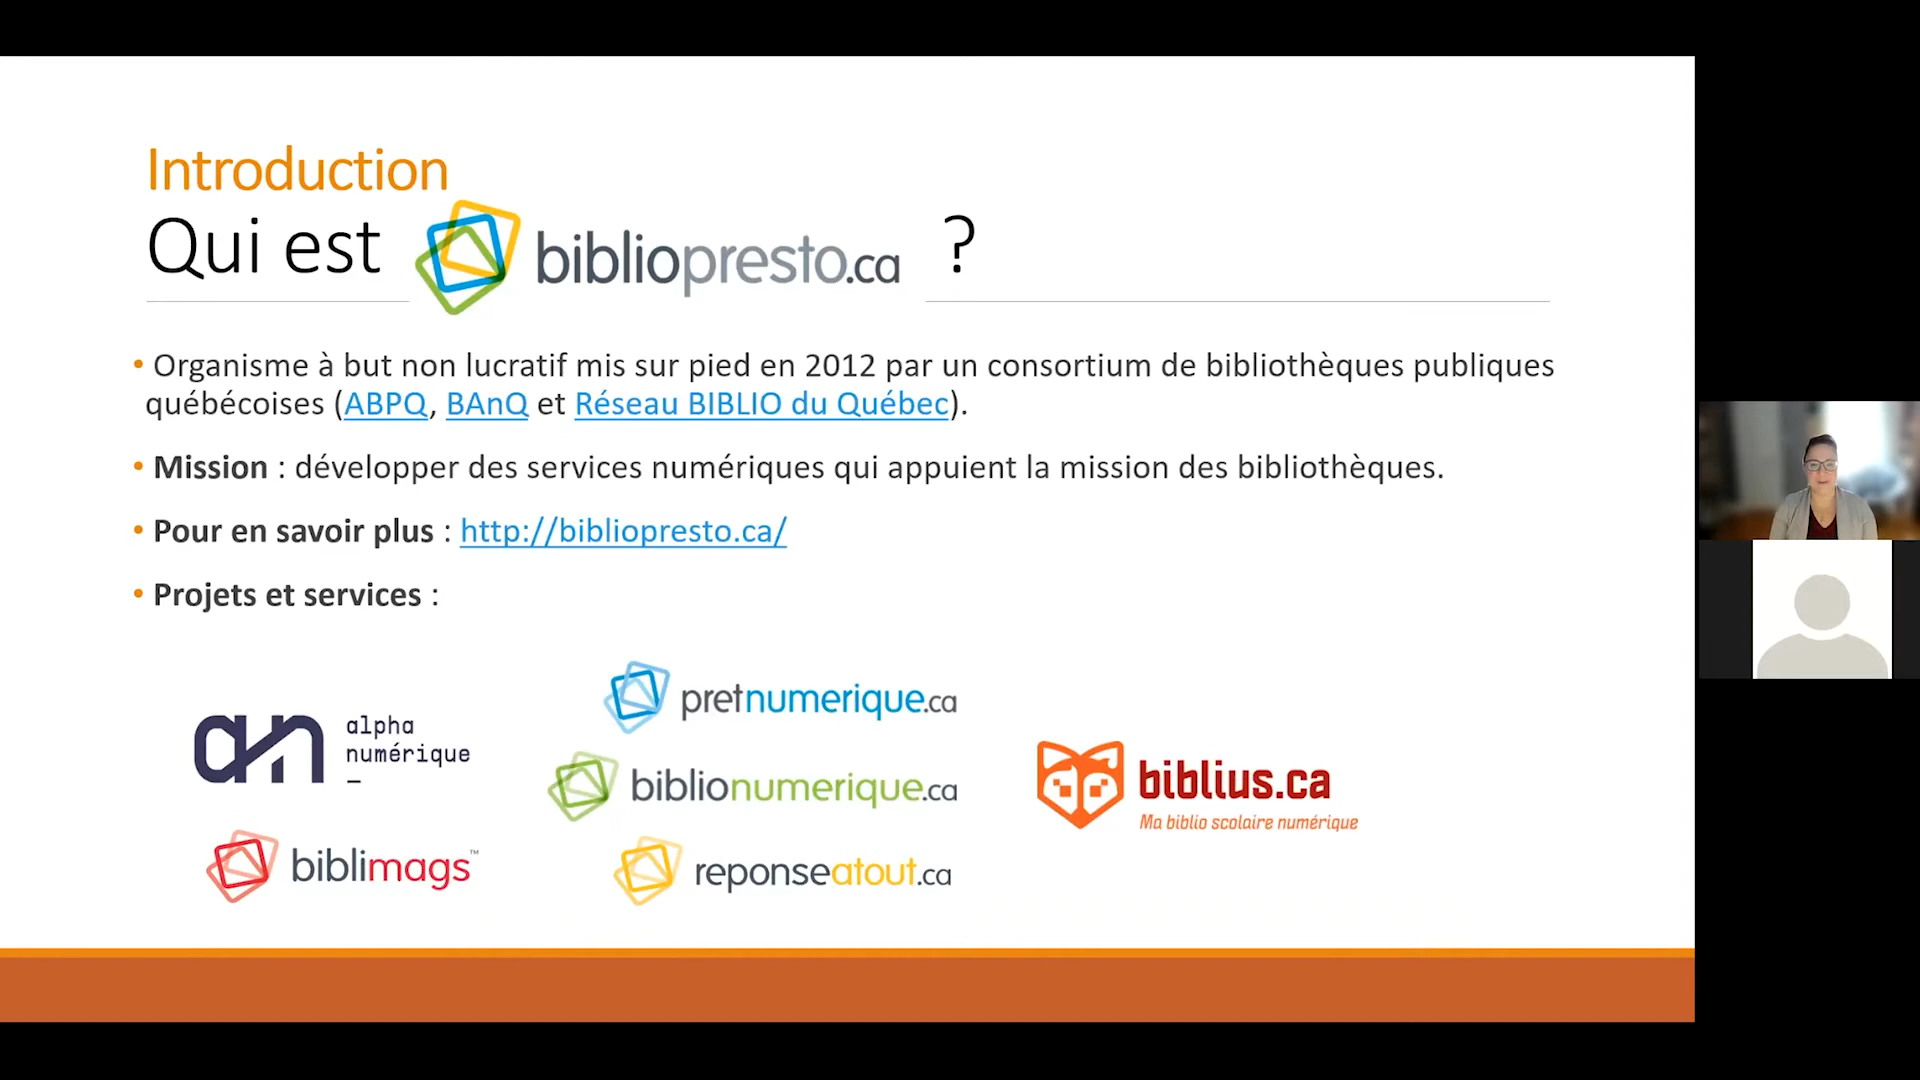 Introduction
Qui est bibliopresto.ca ?
• Organisme à but non lucratif mis sur pied en 2012 par un consortium de bibliothèques publiques
québécoises (ABPQ, BAnQ et Réseau BIBLIO du Québec).
• Mission : développer des services numériques qui appuient la mission des bibliothèques.
• Pour en savoir plus : http://bibliopresto.ca/
• Projets et services :
an alpha
numérique
biblimags™
pretnumerique.ca
biblionumerique.ca
reponseatout.ca
biblius.ca
Ma biblio scolaire numérique